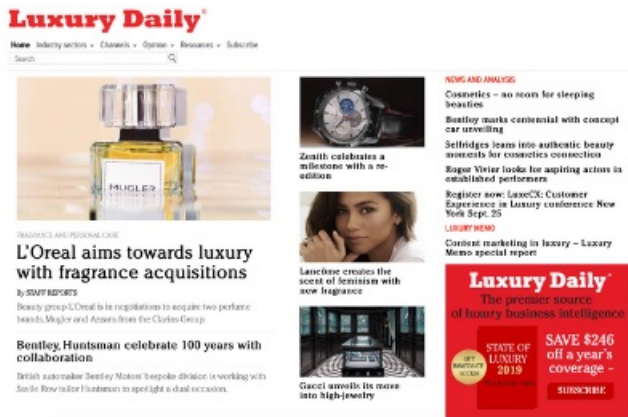 Luxury Daily®
Home Industry sectors Channels Opinion Resources Subscribe
Search
MUGLER
FRAGRANCE AND PERSONAL CARE
L'Oreal aims towards luxury
with fragrance acquisitions
By STAFF REPORTS
Beauty group L'Oreal is in negotiations to acquire two perfume
brands, Mugler and Azzaro from the Clarins Group.
Bentley, Huntsman celebrate 100 years with
collaboration
British automaker Bentley Motors' bespoke division is working with
Savile Row tailor Huntsman to spotlight a dual occasion.
Zenith celebrates a
milestone with a re-
edition
Lancôme creates the
scent of feminism with
new fragrance
Gucci unveils its move
into high-jewelry
NEWS AND ANALYSIS
Cosmetics – no room for sleeping
beauties
Bentley marks centennial with concept
car unveiling
Selfridges leans into authentic beauty
moments for cosmetics connection
Roger Vivier looks for aspiring actors in
established performers
Register now: LuxeCX: Customer
Experience in Luxury conference New
York Sept. 25
LUXURY MEMO
Content marketing in luxury – Luxury
Memo special report
Luxury Daily
The premier source
of luxury business intelligence
STATE OF
LUXURY
2019
SAVE $246
off a year's
coverage –
SUBSCRIBE